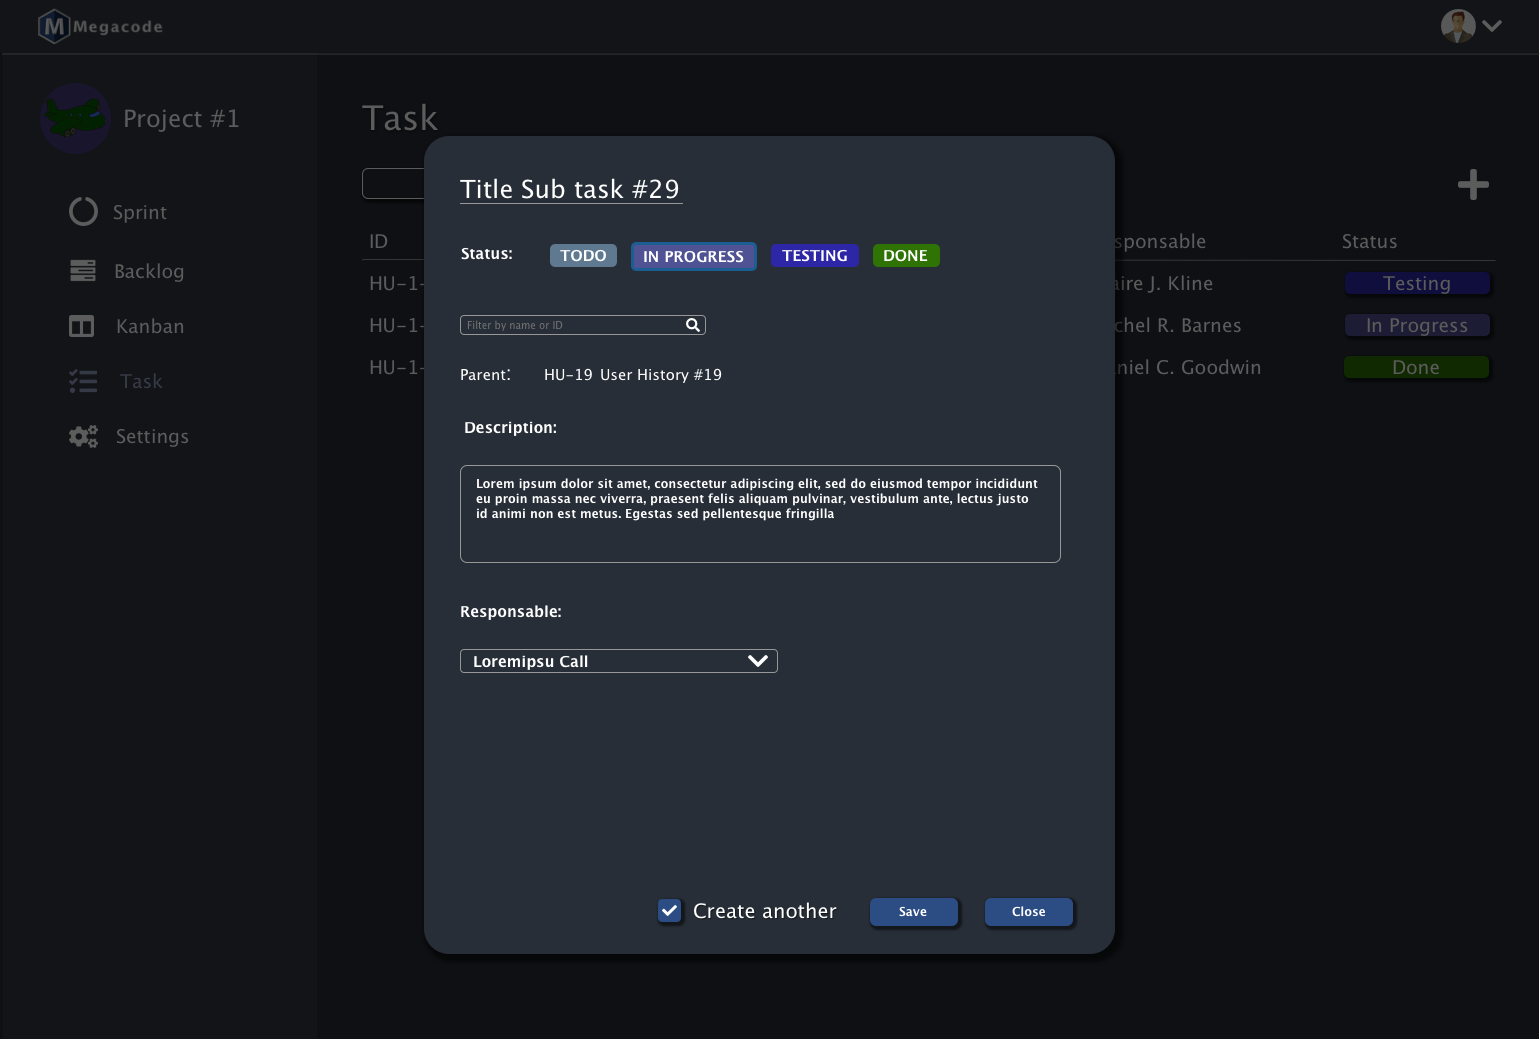 Megacode
Project #1
Sprint
Backlog
Kanban
Task
Settings
Task
ID
Status
HU-1-
Testing
HU-1-
In Progress
HU-1-
Done
Title Sub task #29
Status: TODO IN PROGRESS TESTING DONE
Filter by name or ID
Parent: HU-19 User History #19
Description:
Lorem ipsum dolor sit amet, consectetur adipiscing elit, sed do eiusmod tempor incididunt
eu proin massa nec viverra, praesent felis aliquam pulvinar, vestibulum ante, lectus justo
id animi non est metus. Egestas sed pellentesque fringilla
Responsable:
Loremipsu Call
Create another Save Close
sponsable
aire J. Kline
chel R. Barnes
niel C. Goodwin